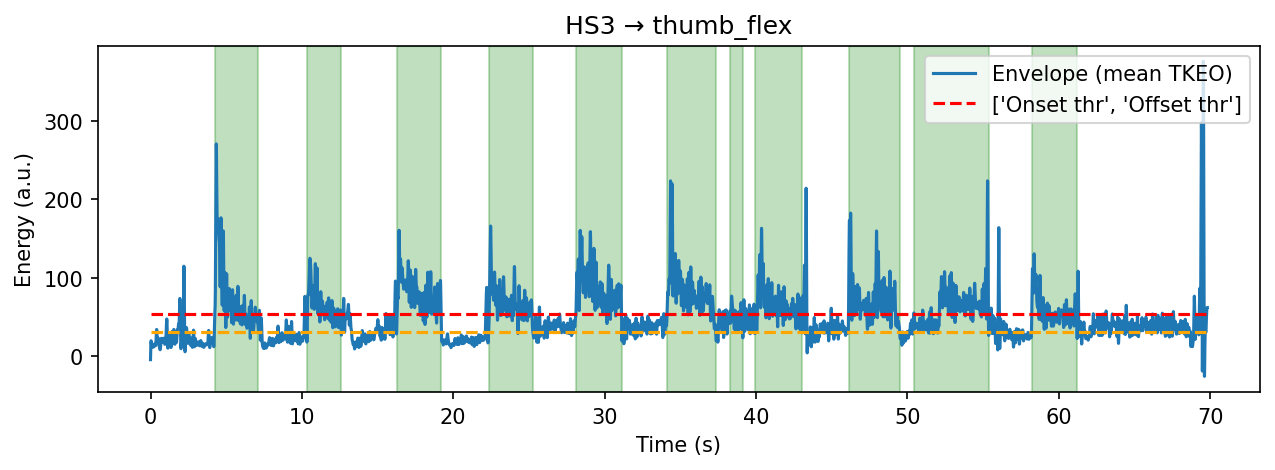 HS3 → thumb_flex
Envelope (mean TKEO)
['Onset thr', 'Offset thr']
Energy (a.u.)
300
200
100
0
0 10 20 30 40 50 60 70
Time (s)